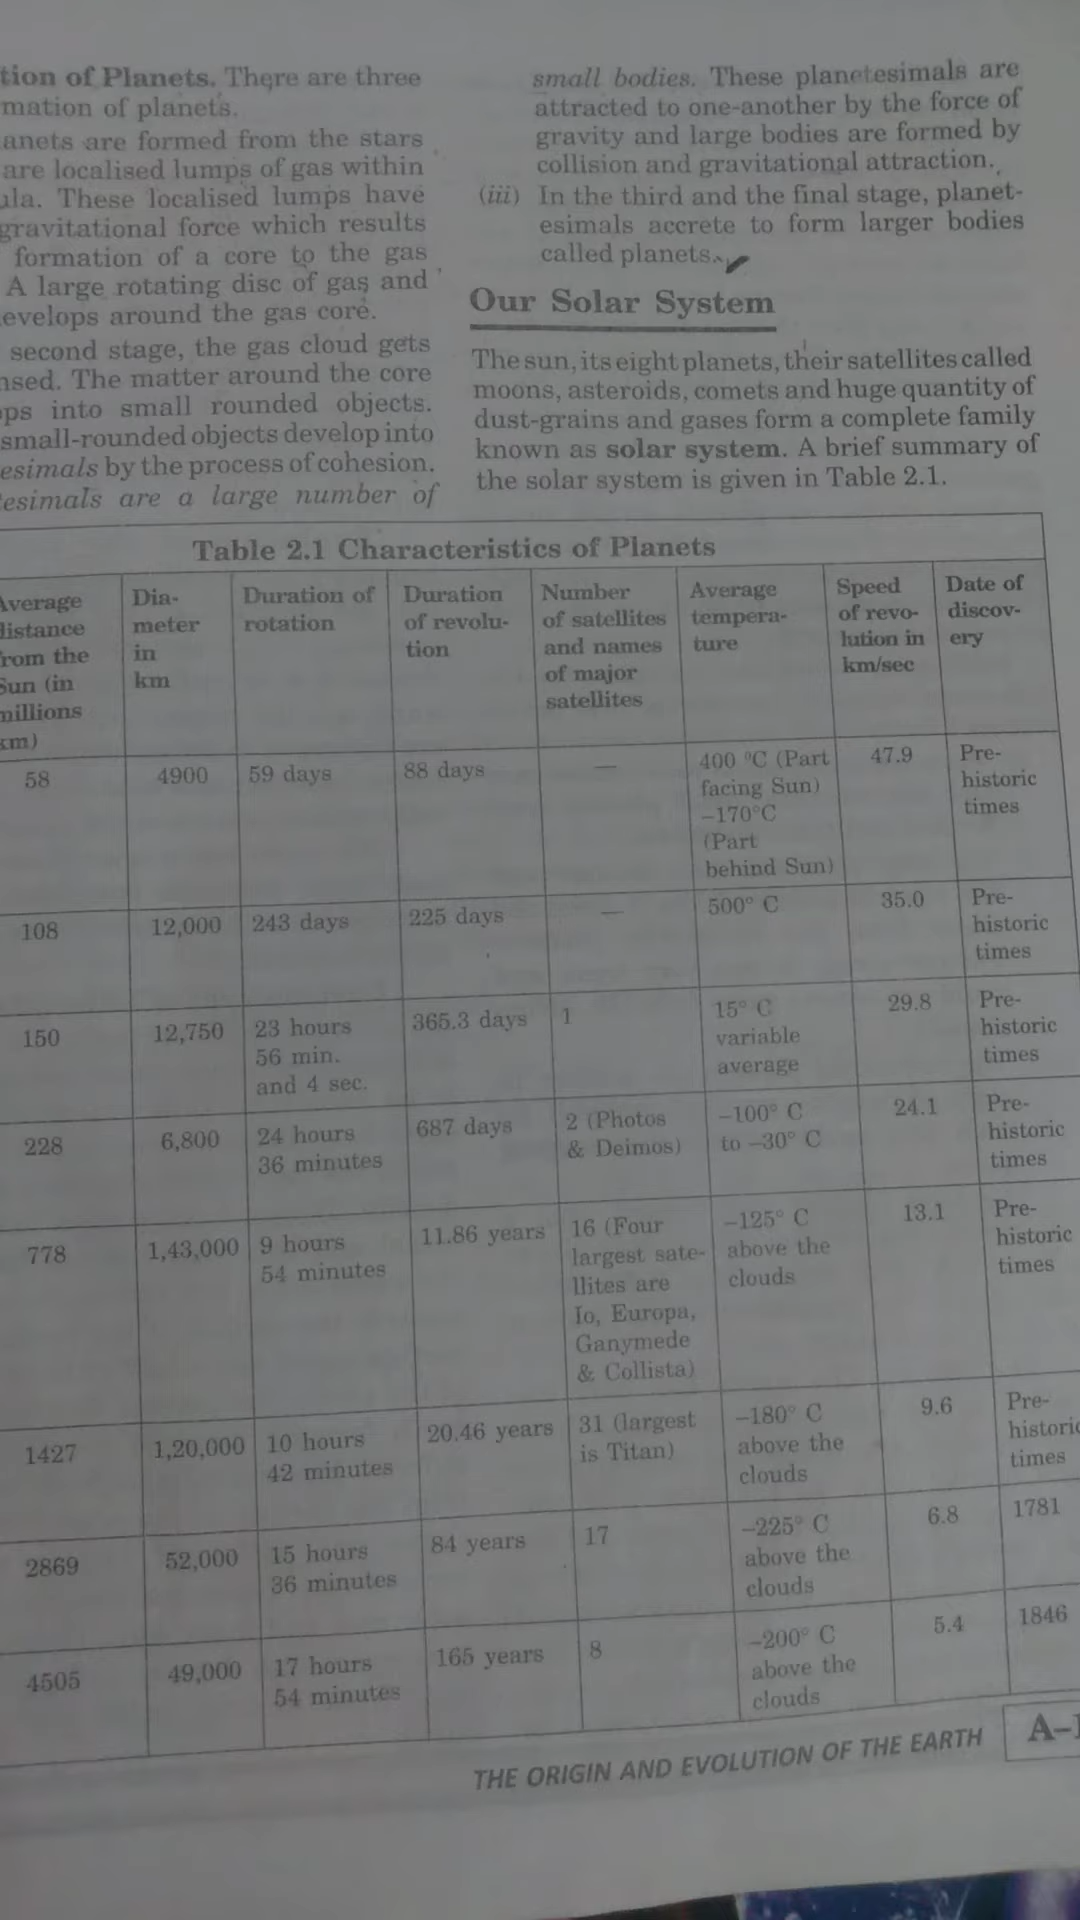 tion of Planets. There are three
mation of planets.
anets are formed from the stars
are localised lumps of gas within
ula. These localised lumps have
gravitational force which results
formation of a core to the gas
A large rotating disc of gas and
evelops around the gas core.
second stage, the gas cloud gets
nsed. The matter around the core
ops into small rounded objects.
small-rounded objects develop into
esimals by the process of cohesion.
tesimals are a large number of
small bodies. These planetesimals are
attracted to one-another by the force of
gravity and large bodies are formed by
collision and gravitational attraction.
(iii) In the third and the final stage, planet-
esimals accrete to form larger bodies
called planets.
Our Solar System
The sun, its eight planets, their satellites called
moons, asteroids, comets and huge quantity of
dust-grains and gases form a complete family
known as solar system. A brief summary of
the solar system is given in Table 2.1.
Table 2.1 Characteristics of Planets
Average
distance
from the
Sun (in
millions
km)
Dia-
meter
in
km
Duration of
rotation
Duration
of revolu-
tion
Number
of satellites
and names
of major
satellites
Average
tempera-
ture
Speed
of revo-
lution in
km/sec
Date of
discov-
ery
58
4900
59 days
88 days
—
400 °C (Part
facing Sun)
–170°C
(Part
behind Sun)
47.9
Pre-
historic
times
108
12,000
243 days
225 days
—
500° C
35.0
Pre-
historic
times
150
12,750
23 hours
56 min.
and 4 sec.
365.3 days
1
15° C
variable
average
29.8
Pre-
historic
times
228
6,800
24 hours
36 minutes
687 days
2 (Photos
& Deimos)
–100° C
to –30° C
24.1
Pre-
historic
times
778
1,43,000
9 hours
54 minutes
11.86 years
16 (Four
largest sate-
llites are
Io, Europa,
Ganymede
& Collista)
–125° C
above the
clouds
13.1
Pre-
historic
times
1427
1,20,000
10 hours
42 minutes
20.46 years
31 (largest
is Titan)
–180° C
above the
clouds
9.6
Pre-
historic
times
2869
52,000
15 hours
36 minutes
84 years
17
–225° C
above the
clouds
6.8
1781
4505
49,000
17 hours
54 minutes
165 years
8
–200° C
above the
clouds
5.4
1846
THE ORIGIN AND EVOLUTION OF THE EARTH
A–